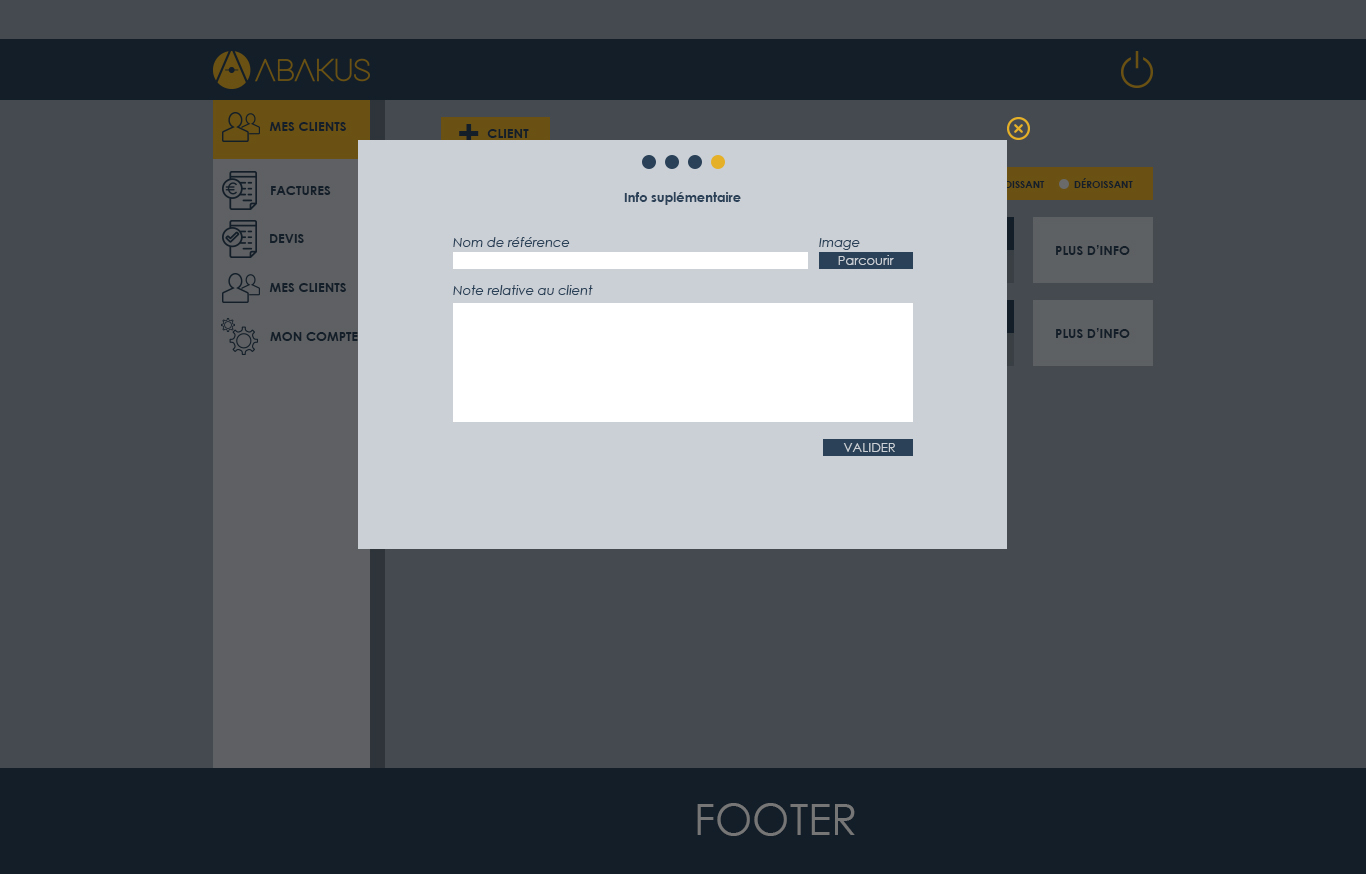 ABAKUS
MES CLIENTS
FACTURES
DEVIS
MES CLIENTS
MON COMPTE
CLIENT
Info suplémentaire
Nom de référence
Image
Parcourir
Note relative au client
VALIDER
DÉROISSANT
PLUS D'INFO
PLUS D'INFO
FOOTER